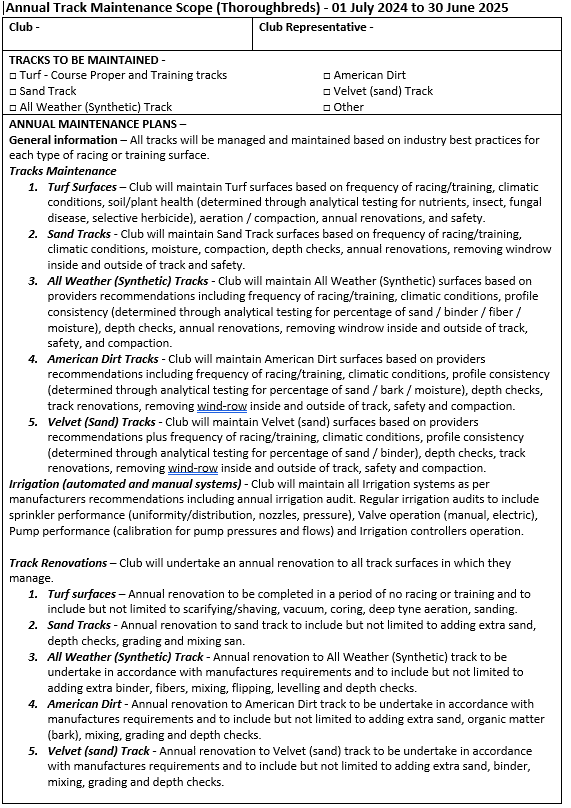 Annual Track Maintenance Scope (Thoroughbreds) - 01 July 2024 to 30 June 2025
Club -
Club Representative -
TRACKS TO BE MAINTAINED -
□ Turf - Course Proper and Training tracks
□ American Dirt
□ Sand Track
□ Velvet (sand) Track
□ All Weather (Synthetic) Track
□ Other
ANNUAL MAINTENANCE PLANS –
General information – All tracks will be managed and maintained based on industry best practices for
each type of racing or training surface.
Tracks Maintenance
1. Turf Surfaces – Club will maintain Turf surfaces based on frequency of racing/training, climatic
conditions, soil/plant health (determined through analytical testing for nutrients, insect, fungal
disease, selective herbicide), aeration / compaction, annual renovations, and safety.
2. Sand Tracks - Club will maintain Sand Track surfaces based on frequency of racing/training,
climatic conditions, moisture, compaction, depth checks, annual renovations, removing windrow
inside and outside of track and safety.
3. All Weather (Synthetic) Tracks - Club will maintain All Weather (Synthetic) surfaces based on
providers recommendations including frequency of racing/training, climatic conditions, profile
consistency (determined through analytical testing for percentage of sand / binder / fiber /
moisture), depth checks, annual renovations, removing windrow inside and outside of track,
safety, and compaction.
4. American Dirt Tracks - Club will maintain American Dirt surfaces based on providers
recommendations including frequency of racing/training, climatic conditions, profile consistency
(determined through analytical testing for percentage of sand / bark / moisture), depth checks,
track renovations, removing wind-row inside and outside of track, safety and compaction.
5. Velvet (Sand) Tracks - Club will maintain Velvet (sand) surfaces based on providers
recommendations plus frequency of racing/training, climatic conditions, profile consistency
(determined through analytical testing for percentage of sand / binder), depth checks, track
renovations, removing wind-row inside and outside of track, safety and compaction.
Irrigation (automated and manual systems) - Club will maintain all Irrigation systems as per
manufacturers recommendations including annual irrigation audit. Regular irrigation audits to include
sprinkler performance (uniformity/distribution, nozzles, pressure), Valve operation (manual, electric),
Pump performance (calibration for pump pressures and flows) and Irrigation controllers operation.
Track Renovations – Club will undertake an annual renovation to all track surfaces in which they
manage.
1. Turf surfaces – Annual renovation to be completed in a period of no racing or training and to
include but not limited to scarifying/shaving, vacuum, coring, deep tyne aeration, sanding.
2. Sand Tracks - Annual renovation to sand track to include but not limited to adding extra sand,
depth checks, grading and mixing san.
3. All Weather (Synthetic) Track - Annual renovation to All Weather (Synthetic) track to be
undertake in accordance with manufactures requirements and to include but not limited to
adding extra binder, fibers, mixing, flipping, levelling and depth checks.
4. American Dirt - Annual renovation to American Dirt track to be undertake in accordance with
manufactures requirements and to include but not limited to adding extra sand, organic matter
(bark), mixing, grading and depth checks.
5. Velvet (sand) Track - Annual renovation to Velvet (sand) track to be undertake in accordance
with manufactures requirements and to include but not limited to adding extra sand, binder,
mixing, grading and depth checks.